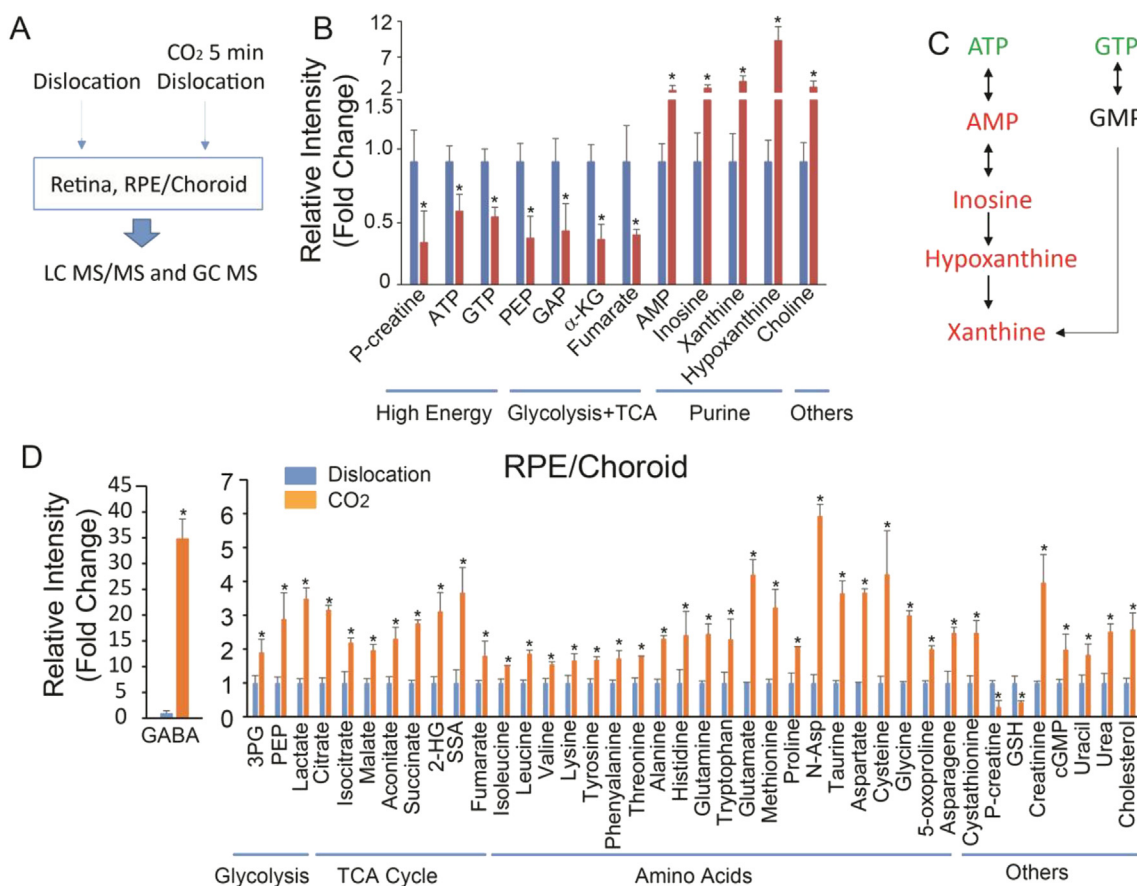 A
CO2 5 min
Dislocation Dislocation
Retina, RPE/Choroid
LC MS/MS and GC MS
B
Relative Intensity
(Fold Change)
12
7
2
1.5
1.0
0.5
0
* * * * * * * * * * * *
P-creatine
ATP
GTP
PEP
GAP
α-KG
Fumarate
AMP
Inosine
Xanthine
Hypoxanthine
Choline
High Energy Glycolysis+TCA Purine Others
C
ATP GTP
AMP GMP
Inosine
Hypoxanthine
Xanthine
D
RPE/Choroid
Dislocation
CO2
Relative Intensity
(Fold Change)
45
35
30
25
20
15
10
5
0
*
GABA
7
6
5
4
3
2
1
0
* * * * * * * * * * * * * * * * * * * * * * * * * * * * * * * * * * * * * * *
3PG
PEP
Lactate
Citrate
Isocitrate
Malate
Aconitate
Succinate
2-HG
SSA
Fumarate
Isoleucine
Leucine
Valine
Lysine
Tyrosine
Phenyalanine
Threonine
Alanine
Histidine
Glutamine
Tryptophan
Glutamate
Methionine
Proline
N-Asp
Taurine
Aspartate
Cysteine
Glycine
5-oxoproline
Asparagene
Cystathionine
P-creatine
GSH
Creatinine
cGMP
Uracil
Urea
Cholesterol
Glycolysis TCA Cycle Amino Acids Others